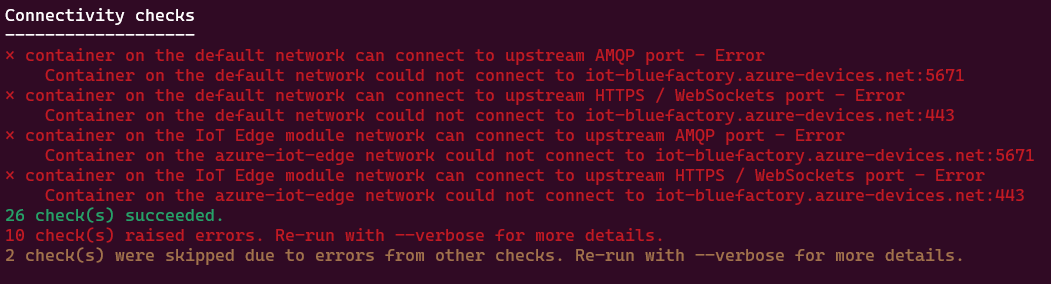 Connectivity checks
-------------------
× container on the default network can connect to upstream AMQP port - Error
Container on the default network could not connect to iot-bluefactory.azure-devices.net:5671
× container on the default network can connect to upstream HTTPS / WebSockets port - Error
Container on the default network could not connect to iot-bluefactory.azure-devices.net:443
× container on the IoT Edge module network can connect to upstream AMQP port - Error
Container on the azure-iot-edge network could not connect to iot-bluefactory.azure-devices.net:5671
× container on the IoT Edge module network can connect to upstream HTTPS / WebSockets port - Error
Container on the azure-iot-edge network could not connect to iot-bluefactory.azure-devices.net:443
26 check(s) succeeded.
10 check(s) raised errors. Re-run with --verbose for more details.
2 check(s) were skipped due to errors from other checks. Re-run with --verbose for more details.